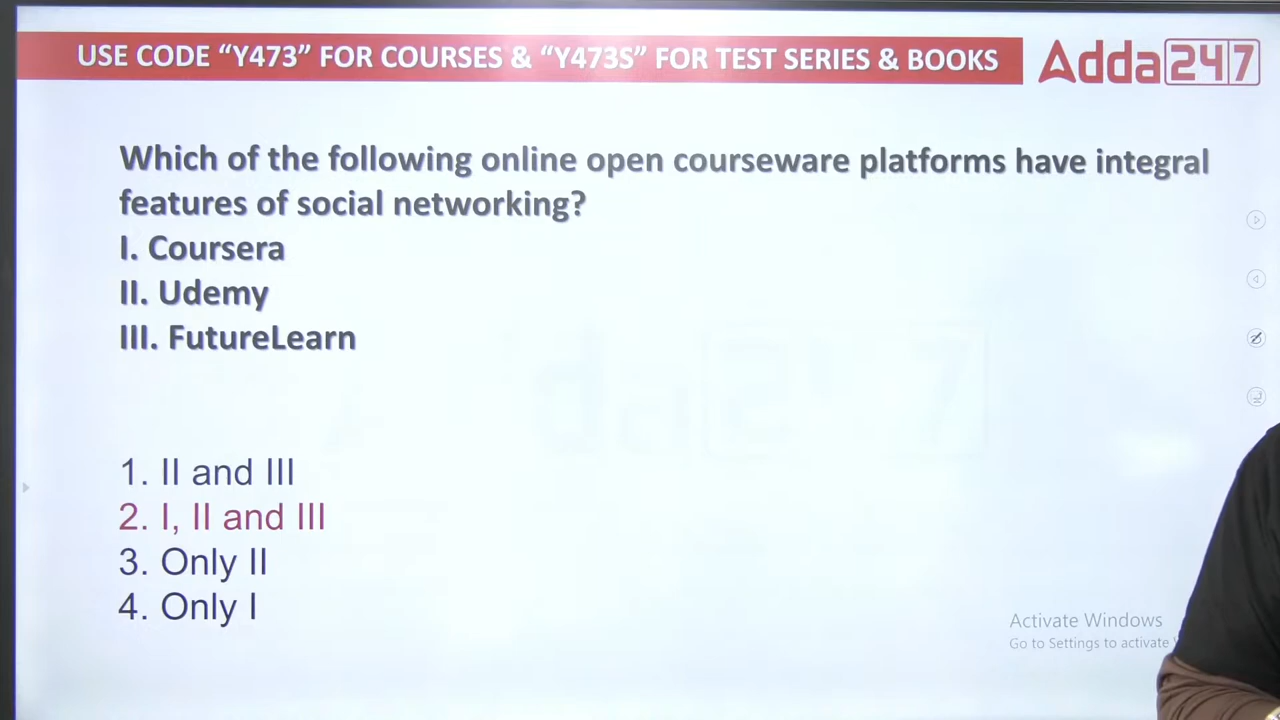 USE CODE “Y473” FOR COURSES & “Y473S” FOR TEST SERIES & BOOKS
Adda247
Which of the following online open courseware platforms have integral
features of social networking?
I. Coursera
II. Udemy
III. FutureLearn
1. II and III
2. I, II and III
3. Only II
4. Only I
Activate Windows
Go to Settings to activate